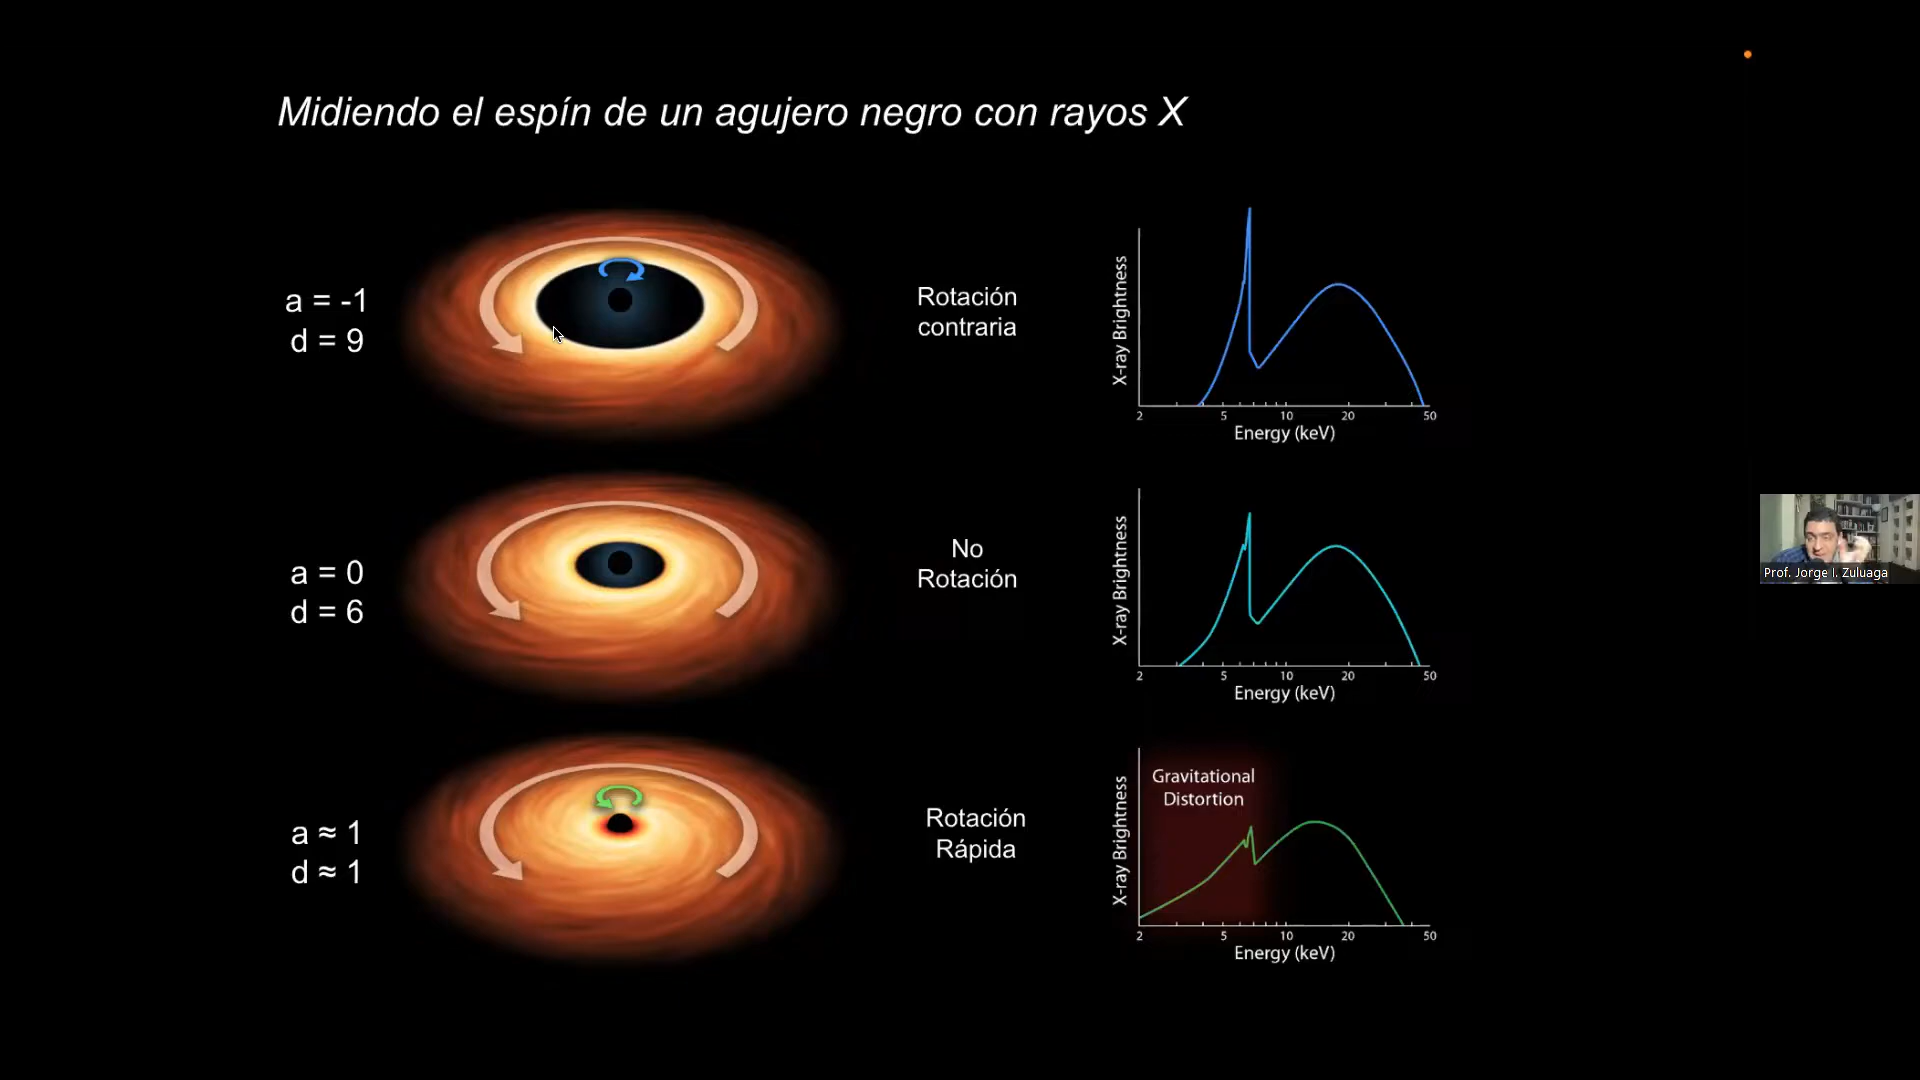 Midiendo el espín de un agujero negro con rayos X
a = -1
d = 9
Rotación
contraria
X-ray Brightness
2 5 10 20 50
Energy (keV)
a = 0
d = 6
No
Rotación
X-ray Brightness
2 5 10 20 50
Energy (keV)
Prof. Jorge I. Zuluaga
a ≈ 1
d ≈ 1
Rotación
Rápida
Gravitational
Distortion
X-ray Brightness
2 5 10 20 50
Energy (keV)